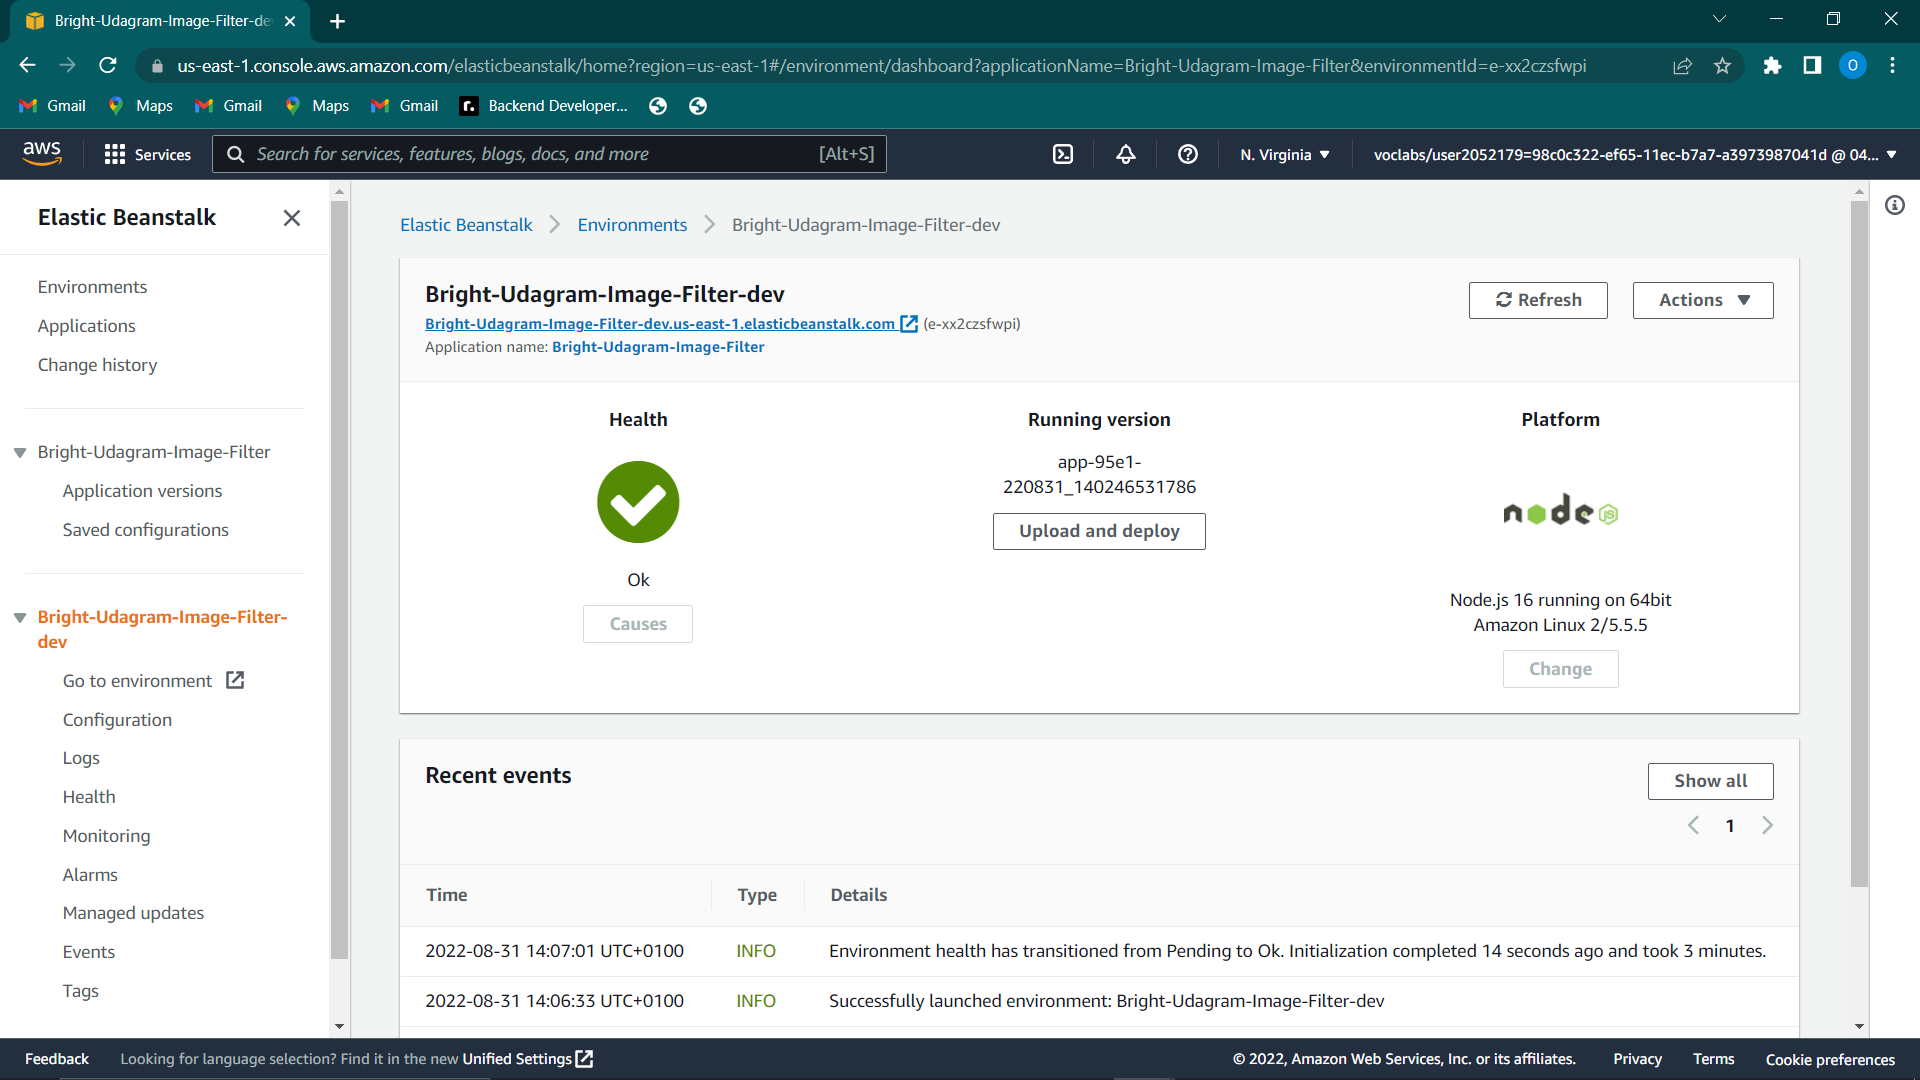 Bright-Udagram-Image-Filter-de
us-east-1.console.aws.amazon.com/elasticbeanstalk/home?region=us-east-1#/environment/dashboard?applicationName=Bright-Udagram-Image-Filter&environmentId=e-xx2czsfwpi
O
Gmail Maps Gmail Maps Gmail r. Backend Developer...
aws Services Search for services, features, blogs, docs, and more [Alt+S] N. Virginia voclabs/user2052179=98c0c322-ef65-11ec-b7a7-a3973987041d @ 04...
Elastic Beanstalk
Environments
Applications
Change history
Bright-Udagram-Image-Filter
Application versions
Saved configurations
Bright-Udagram-Image-Filter-
dev
Go to environment
Configuration
Logs
Health
Monitoring
Alarms
Managed updates
Events
Tags
Elastic Beanstalk Environments Bright-Udagram-Image-Filter-dev
Bright-Udagram-Image-Filter-dev
Bright-Udagram-Image-Filter-dev.us-east-1.elasticbeanstalk.com (e-xx2czsfwpi)
Application name: Bright-Udagram-Image-Filter
Refresh
Actions
Health
Ok
Causes
Running version
app-95e1-
220831_140246531786
Upload and deploy
Platform
node JS
Node.js 16 running on 64bit
Amazon Linux 2/5.5.5
Change
Recent events
Show all
1
Time Type Details
2022-08-31 14:07:01 UTC+0100 INFO Environment health has transitioned from Pending to Ok. Initialization completed 14 seconds ago and took 3 minutes.
2022-08-31 14:06:33 UTC+0100 INFO Successfully launched environment: Bright-Udagram-Image-Filter-dev
Feedback Looking for language selection? Find it in the new Unified Settings © 2022, Amazon Web Services, Inc. or its affiliates. Privacy Terms Cookie preferences